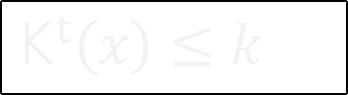 Kᵗ(x) ≤ k